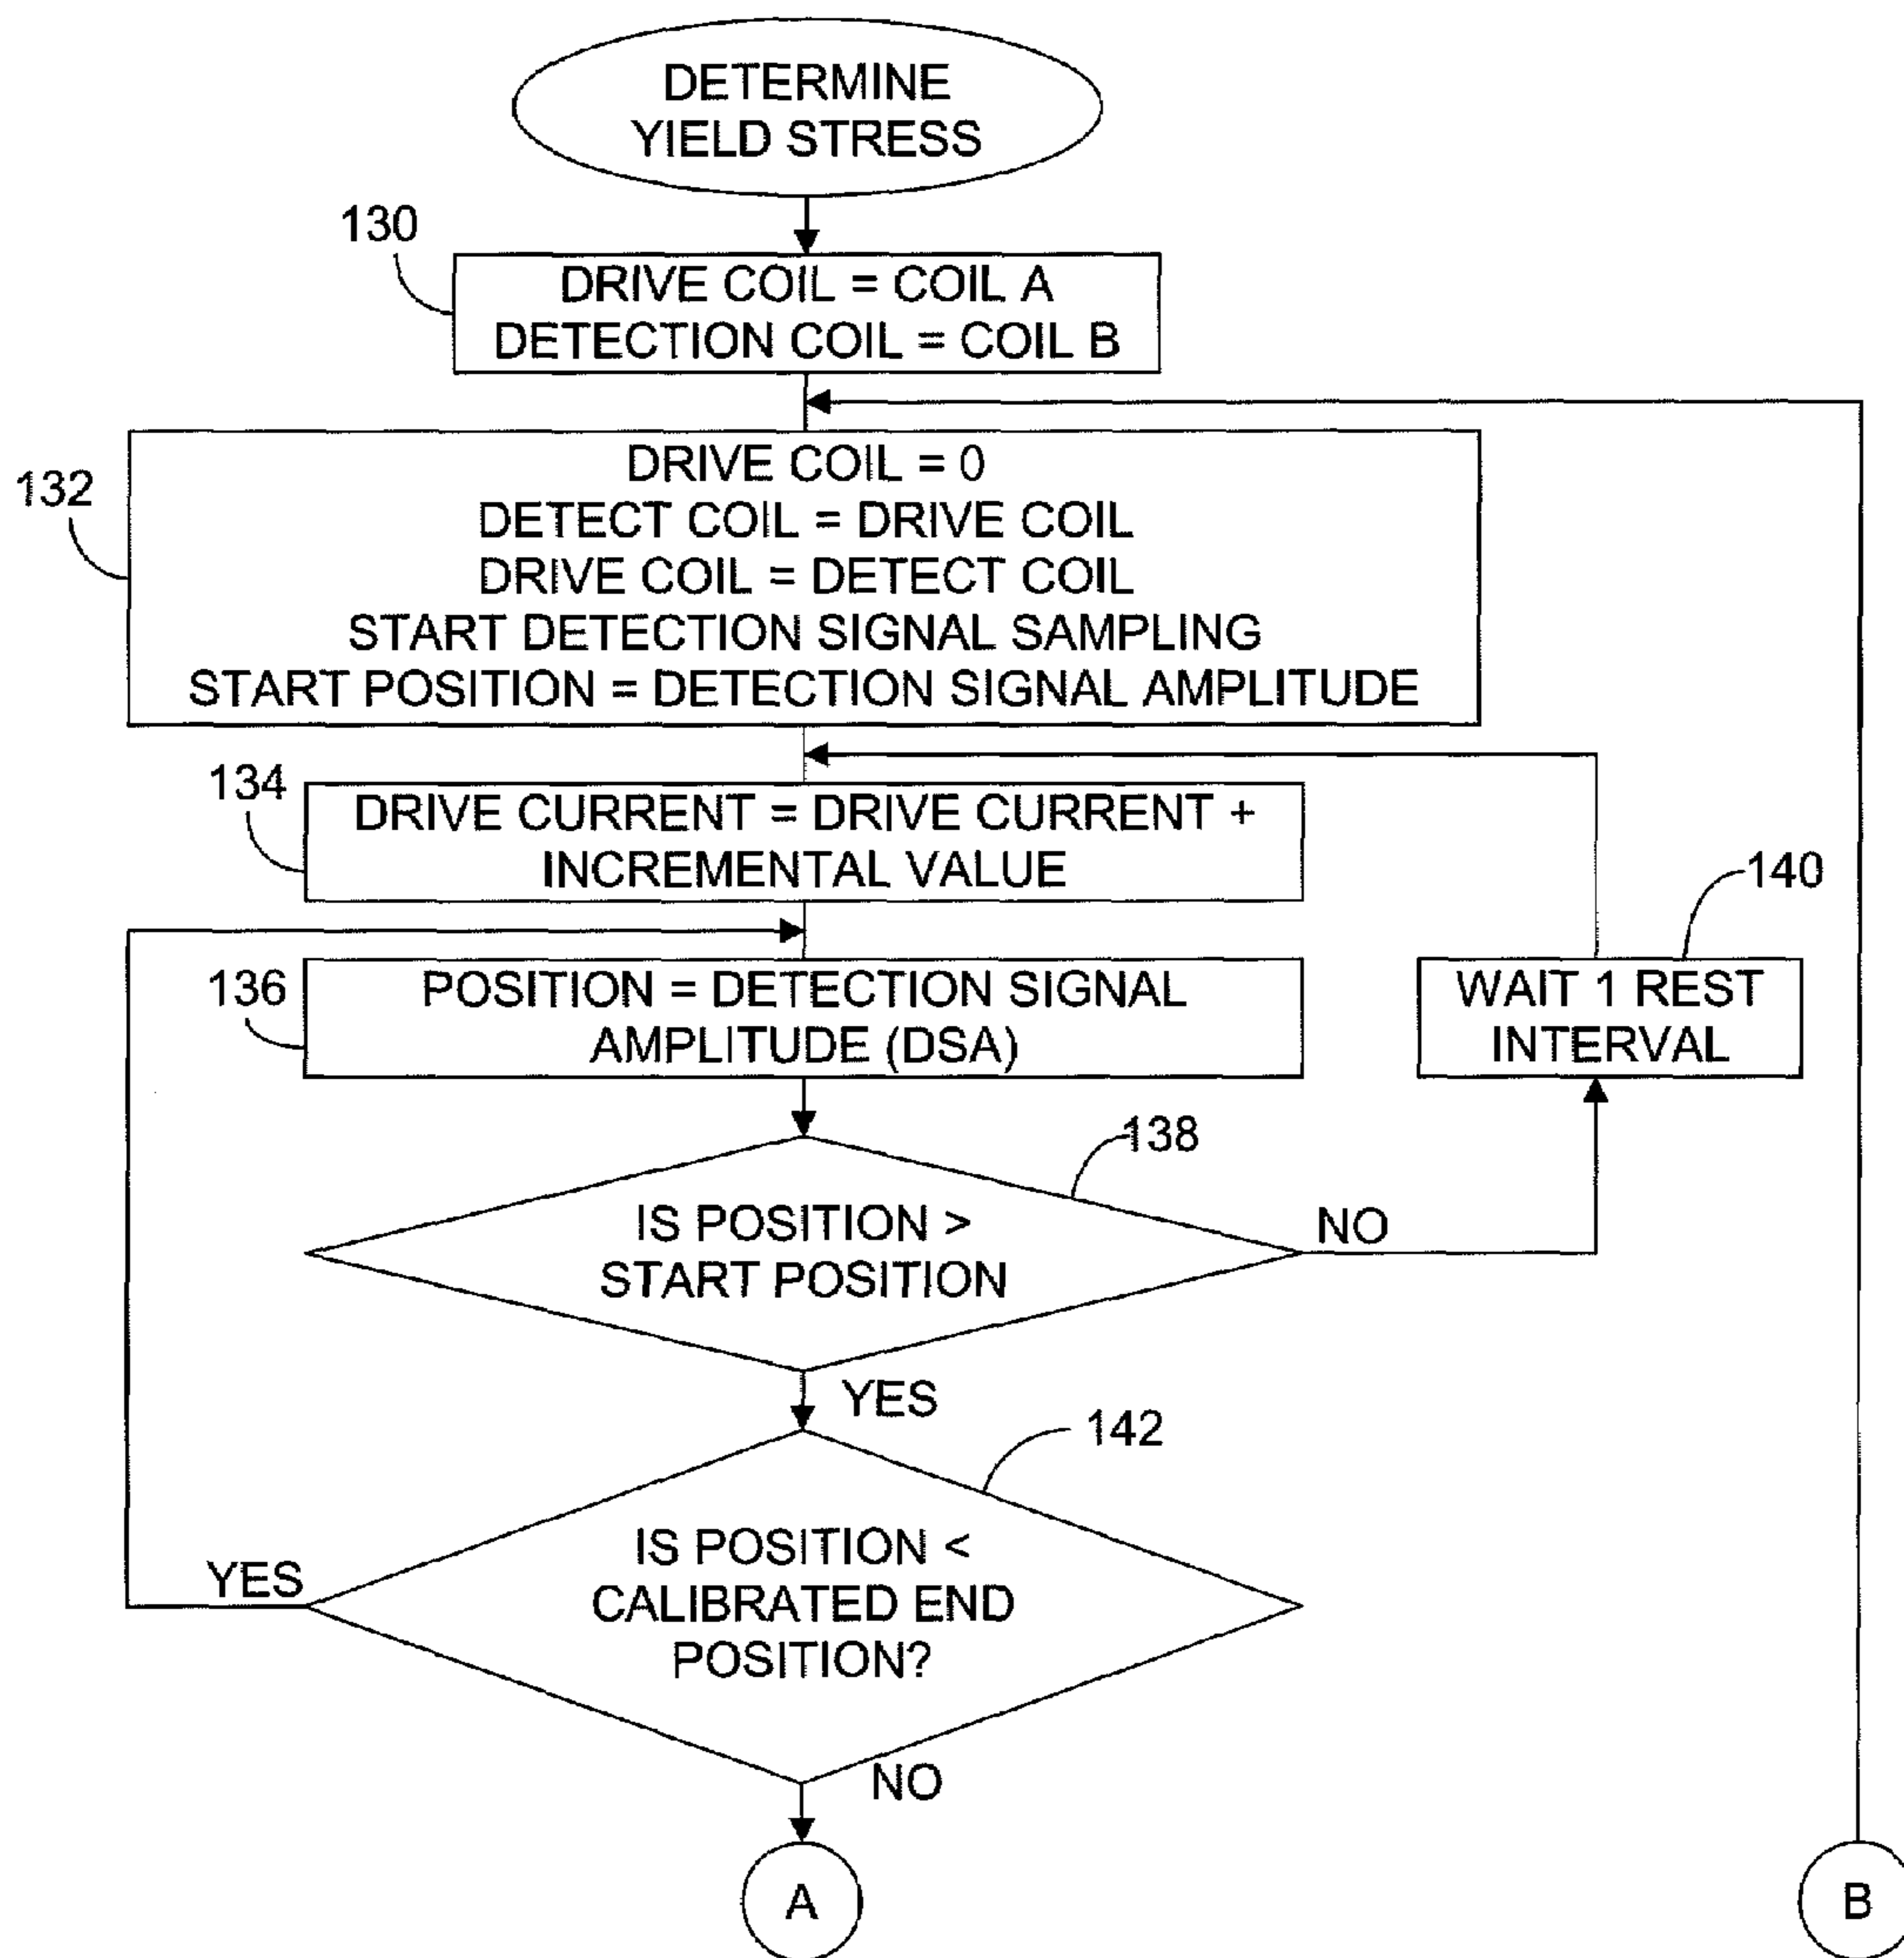 DETERMINE
YIELD STRESS
130
DRIVE COIL = COIL A
DETECTION COIL = COIL B
132
DRIVE COIL = 0
DETECT COIL = DRIVE COIL
DRIVE COIL = DETECT COIL
START DETECTION SIGNAL SAMPLING
START POSITION = DETECTION SIGNAL AMPLITUDE
134
DRIVE CURRENT = DRIVE CURRENT +
INCREMENTAL VALUE
140
136
POSITION = DETECTION SIGNAL
AMPLITUDE (DSA)
WAIT 1 REST
INTERVAL
138
IS POSITION >
START POSITION
NO
YES
142
IS POSITION <
CALIBRATED END
POSITION?
YES
NO
A
B